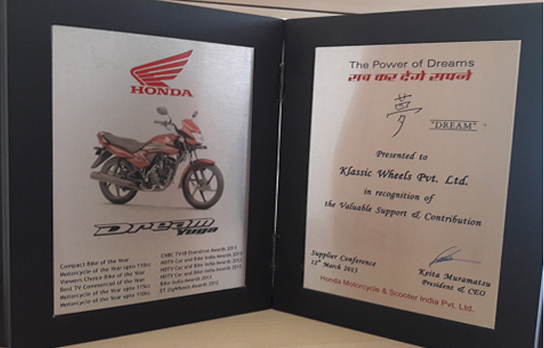 HONDA
Dream
Yuga
Compact Bike of the Year
Motorcycle of the Year upto 110cc
Viewers Choice Bike of the Year
Best TV Commercial of the Year
Motorcycle of the Year upto 115cc
Motorcycle of the Year upto 110cc
CNBC TV18 Overdrive Awards 2013
NDTV Car and Bike India Awards 2013
NDTV Car and Bike India Awards 2013
NDTV Car and Bike India Awards 2013
Bike India Awards 2013
ET ZigWheels Awards 2012
The Power of Dreams
सच कर देंगे सपने
夢
"DREAM"
Presented to
Klassic Wheels Pvt. Ltd.
in recognition of
the Valuable Support & Contribution
Supplier Conference
12th March 2013
Keita Muramatsu
President & CEO
Honda Motorcycle & Scooter India Pvt. Ltd.